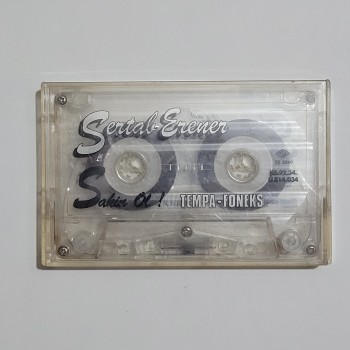 Sertab Erener
Sakin Ol!
TEMPA-FONEKS